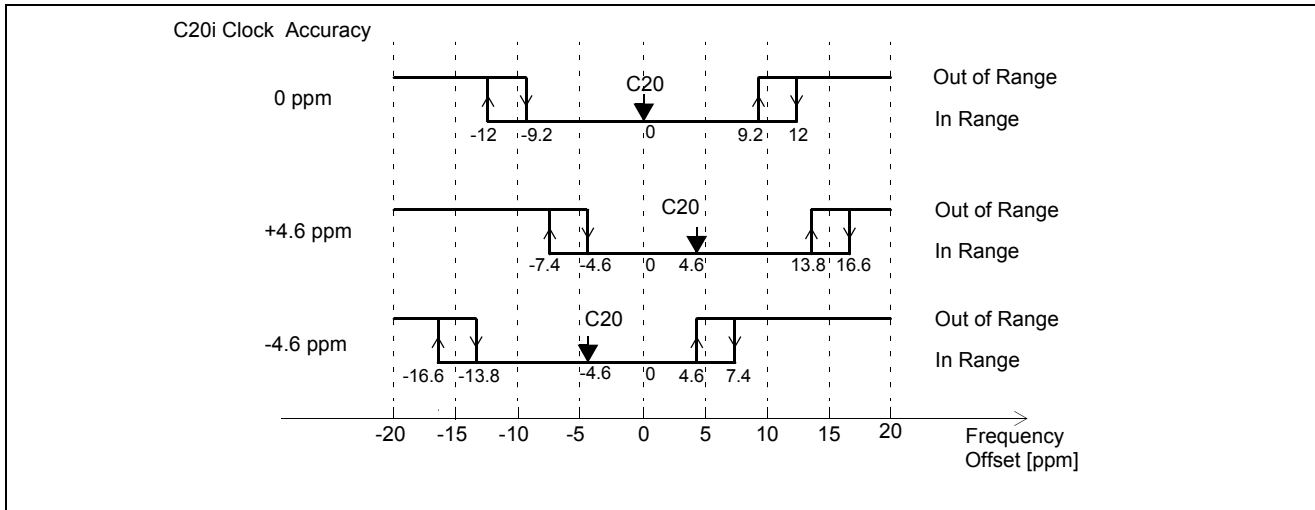 C20i Clock Accuracy
0 ppm
C20
Out of Range
In Range
-12 -9.2 0 9.2 12
+4.6 ppm
C20
Out of Range
In Range
-7.4 -4.6 0 4.6 13.8 16.6
-4.6 ppm
C20
Out of Range
In Range
-16.6 -13.8 -4.6 0 4.6 7.4
-20 -15 -10 -5 0 5 10 15 20
Frequency
Offset [ppm]